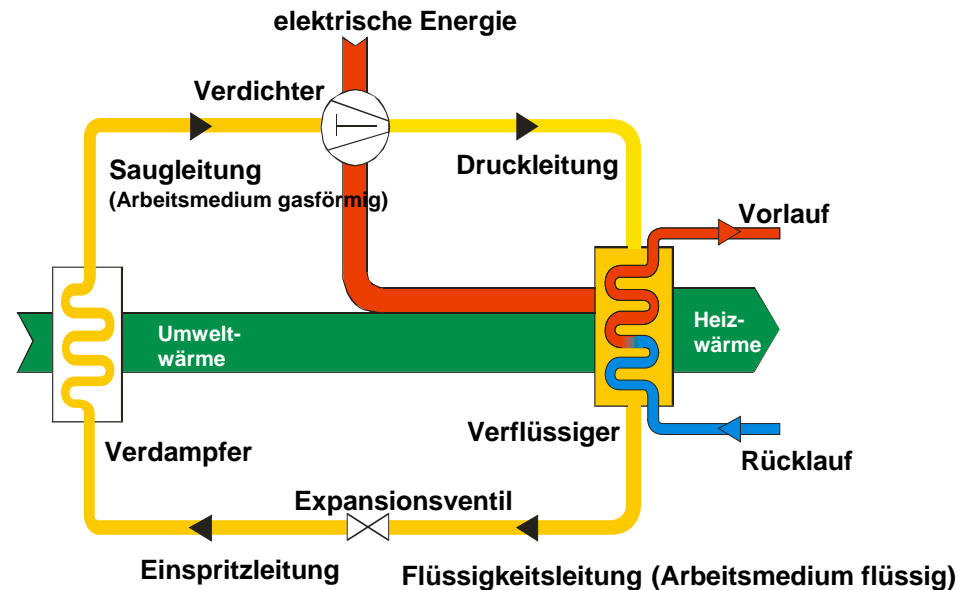 elektrische Energie
Verdichter
Saugleitung
(Arbeitsmedium gasförmig)
Druckleitung
Vorlauf
Umwelt-
wärme
Heiz-
wärme
Verdampfer
Verflüssiger
Rücklauf
Expansionsventil
Einspritzleitung
Flüssigkeitsleitung (Arbeitsmedium flüssig)